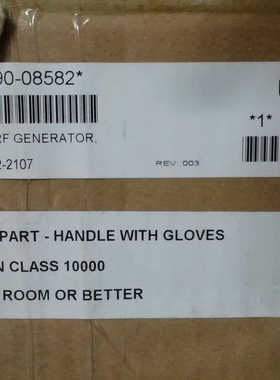 90-08582*
RF GENERATOR,
2-2107
REV: 003
*1*
PART - HANDLE WITH GLOVES
N CLASS 10000
ROOM OR BETTER